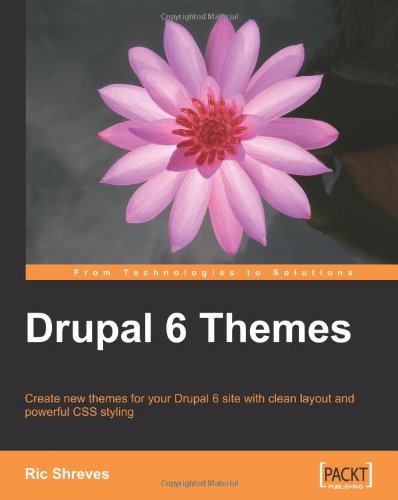 From Technologies to Solutions
Drupal 6 Themes
Create new themes for your Drupal 6 site with clean layout and
powerful CSS styling
Ric Shreves
PACKT
PUBLISHING